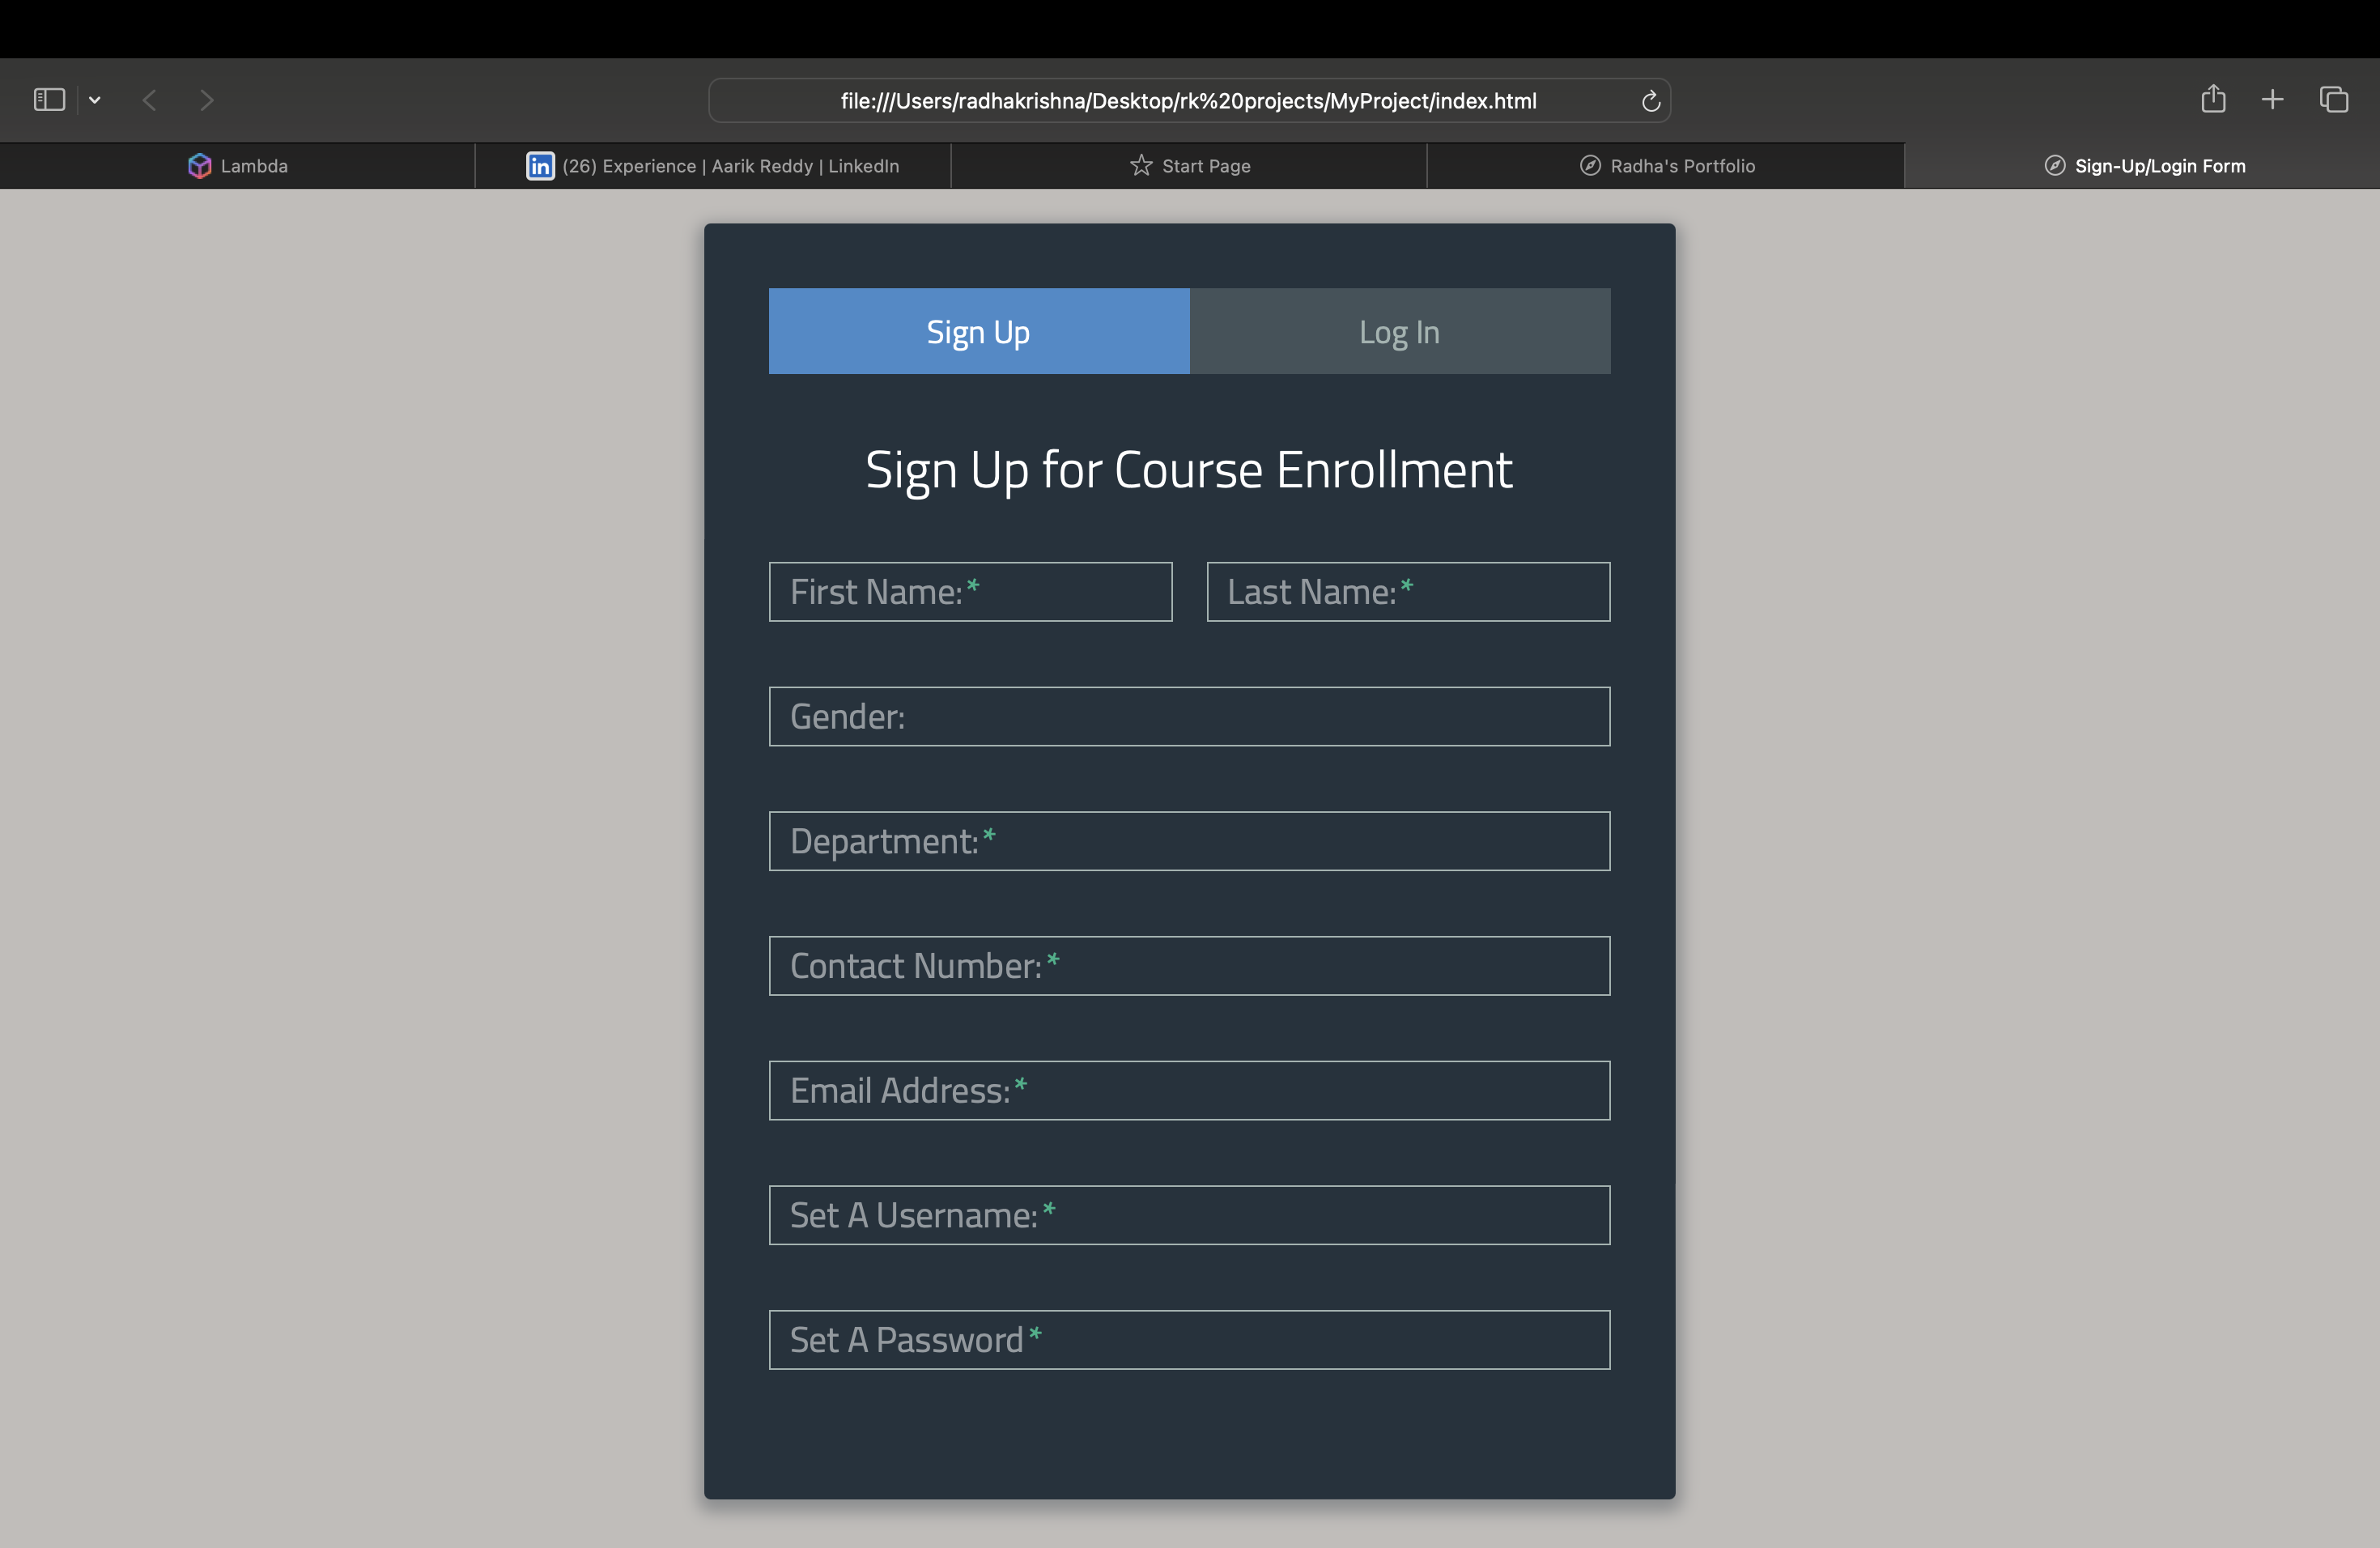 file:///Users/radhakrishna/Desktop/rk%20projects/MyProject/index.html
Lambda
in (26) Experience | Aarik Reddy | LinkedIn
Start Page
Radha's Portfolio
Sign-Up/Login Form
Sign Up
Log In
Sign Up for Course Enrollment
First Name:*
Last Name:*
Gender:
Department:*
Contact Number:*
Email Address:*
Set A Username:*
Set A Password*